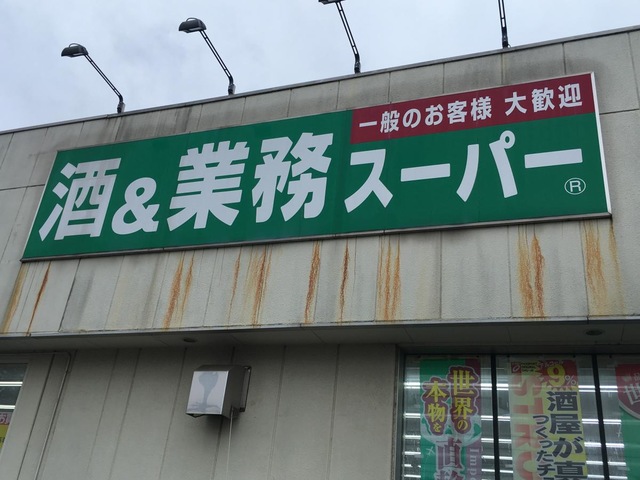 一般のお客様 大歓迎
酒&業務スーパー
®
世界の
本物を
直
酒屋が
つくったチ